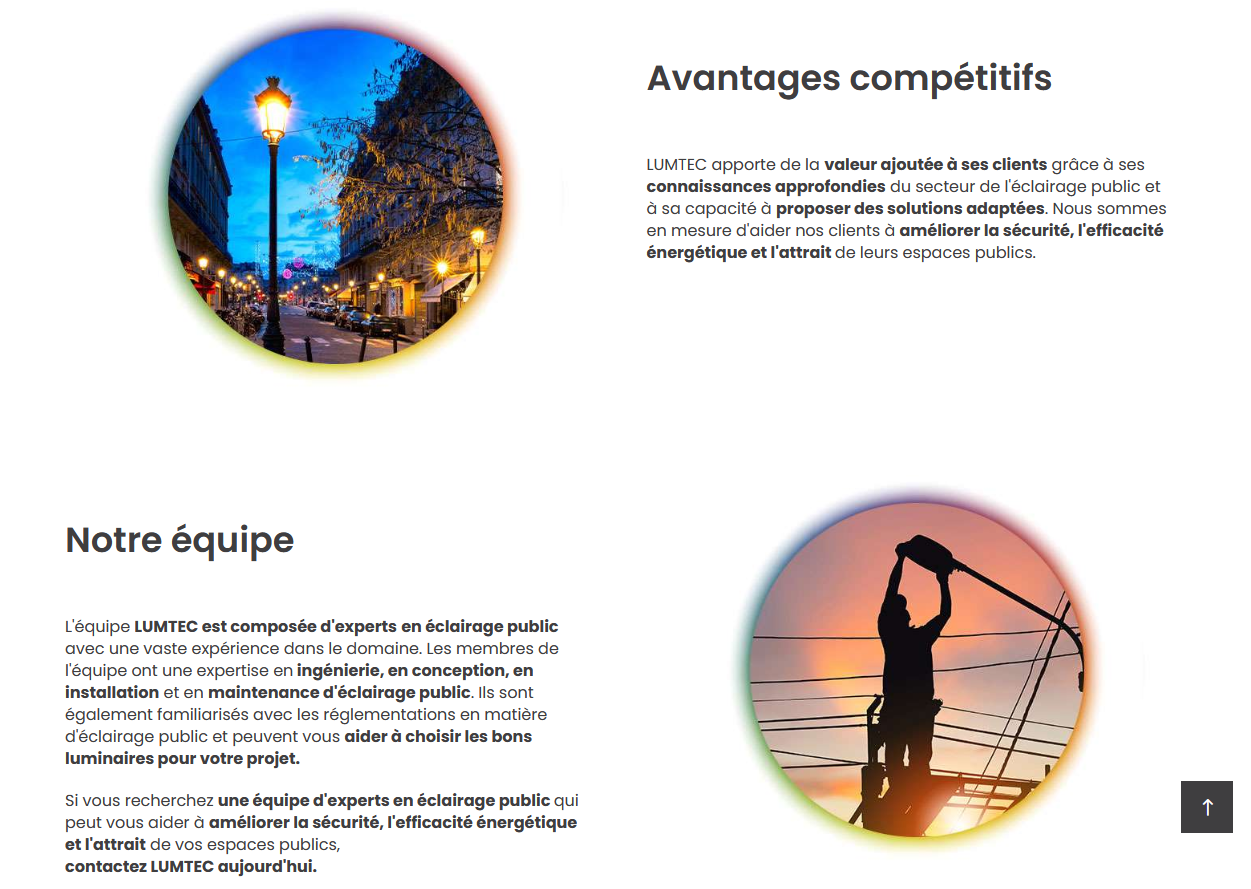 Avantages compétitifs
LUMTEC apporte de la valeur ajoutée à ses clients grâce à ses
connaissances approfondies du secteur de l'éclairage public et
à sa capacité à proposer des solutions adaptées. Nous sommes
en mesure d'aider nos clients à améliorer la sécurité, l'efficacité
énergétique et l'attrait de leurs espaces publics.
Notre équipe
L'équipe LUMTEC est composée d'experts en éclairage public
avec une vaste expérience dans le domaine. Les membres de
l'équipe ont une expertise en ingénierie, en conception, en
installation et en maintenance d'éclairage public. Ils sont
également familiarisés avec les réglementations en matière
d'éclairage public et peuvent vous aider à choisir les bons
luminaires pour votre projet.
Si vous recherchez une équipe d'experts en éclairage public qui
peut vous aider à améliorer la sécurité, l'efficacité énergétique
et l'attrait de vos espaces publics,
contactez LUMTEC aujourd'hui.